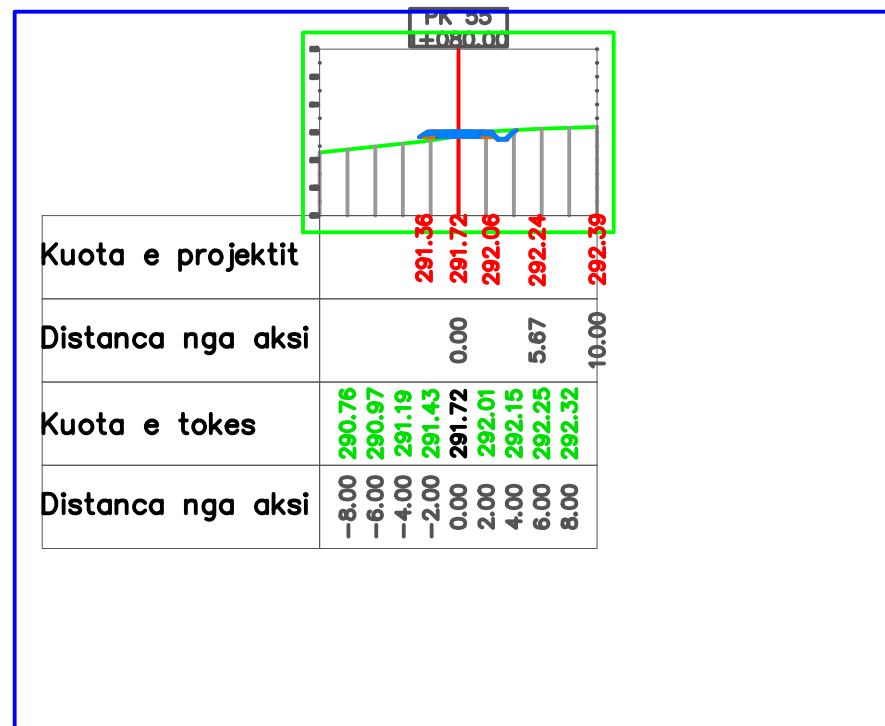 PK 55
+080.00
Kuota e projektit
291.36 291.72 292.06 292.24 292.39
Distanca nga aksi
0.00 5.67 10.00
Kuota e tokes
290.76 290.97 291.19 291.43 291.72 292.01 292.15 292.25 292.32
Distanca nga aksi
-8.00 -6.00 -4.00 -2.00 0.00 2.00 4.00 6.00 8.00